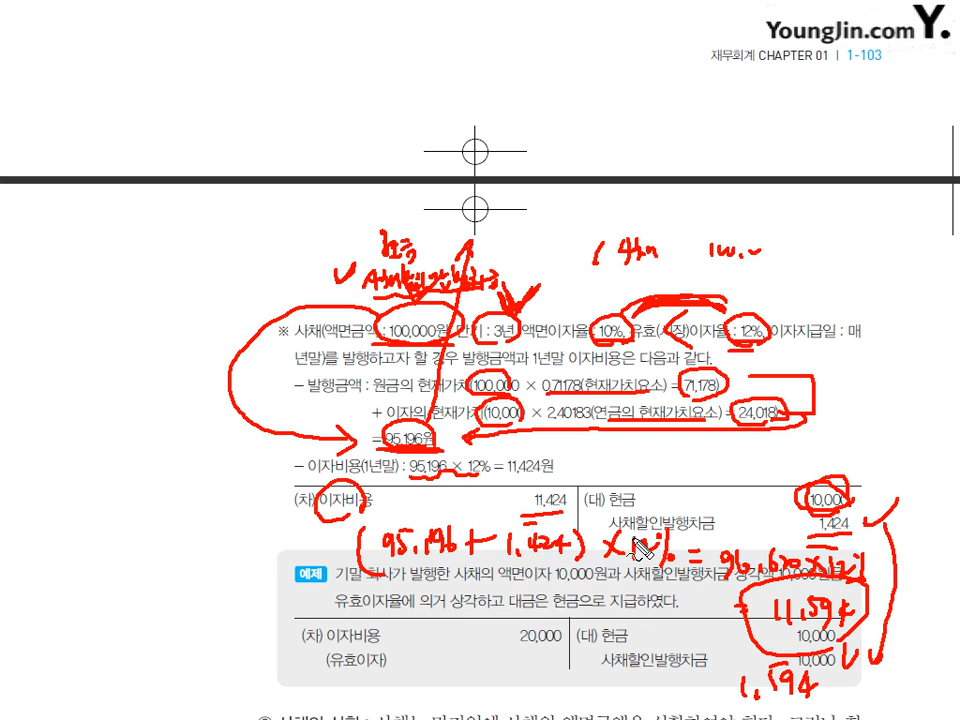 YoungJin.com Y.
재무회계 CHAPTER 01 | 1-103
할인발행차금
1년
※ 사채(액면금액 : 100,000원, 만기 : 3년, 액면이자율 : 10%, 유효(시장)이자율 : 12%, 이자지급일 : 매
년말)를 발행하고자 할 경우 발행금액과 1년말 이자비용은 다음과 같다.
- 발행금액 : 원금의 현재가치(100,000 × 0.71178(현재가치요소) = 71,178)
+ 이자의 현재가치(10,000 × 2.40183(연금의 현재가치요소) = 24,018)
= 95,196원
- 이자비용(1년말) : 95,196 × 12% = 11,424원
(차) 이자비용 11,424 (대) 현금 10,000
사채할인발행차금 1,424
(95,196 + 1,424) × 12% = 96,620 × 12%
예제 기말 회사가 발행한 사채의 액면이자 10,000원과 사채할인발행차금 상각액 10,000원을
= 11,594
유효이자율에 의거 상각하고 대금은 현금으로 지급하였다.
(차) 이자비용 20,000 (대) 현금 10,000
(유효이자) 사채할인발행차금 10,000
1,594